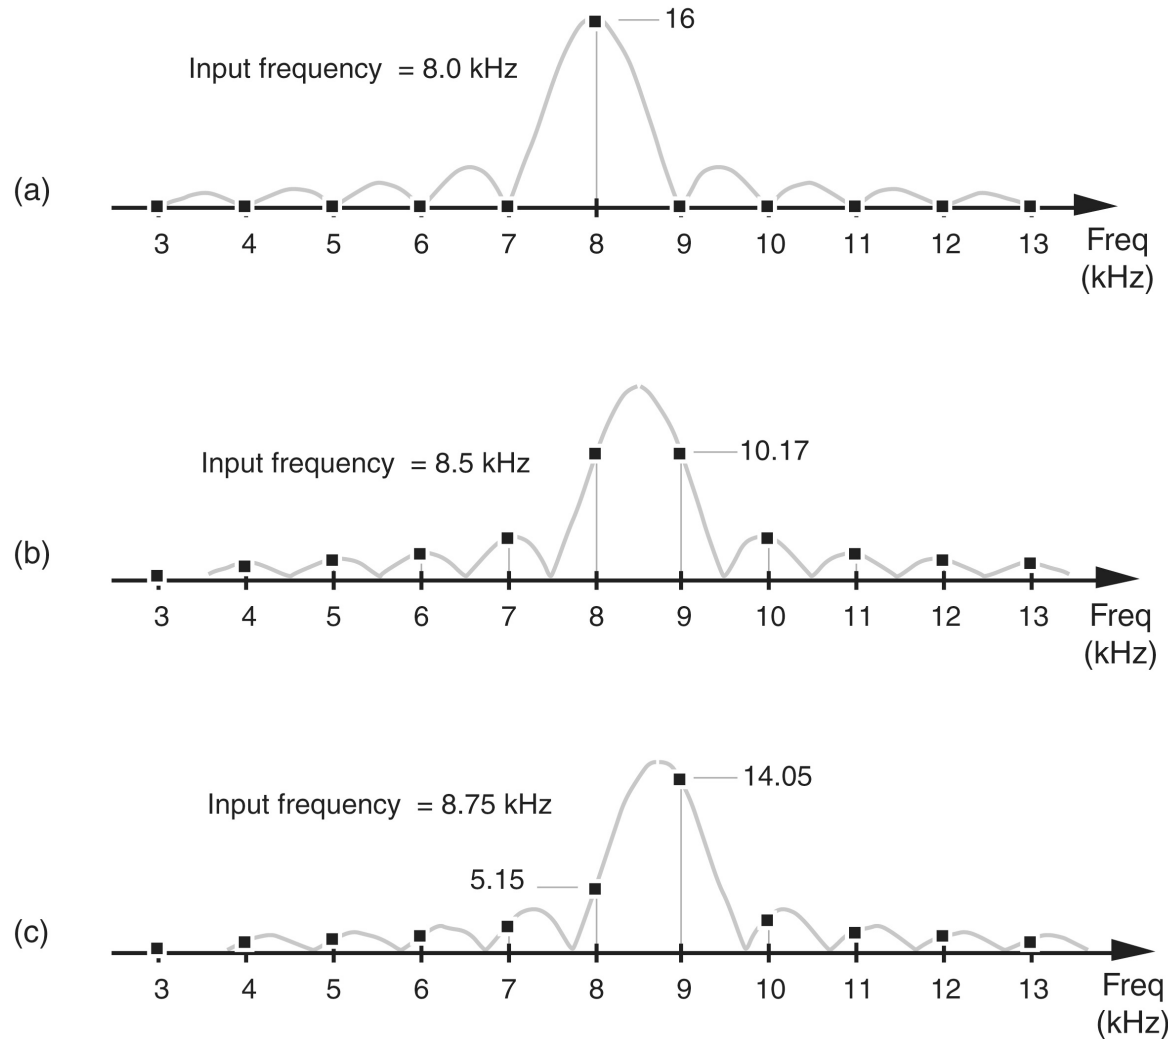 16
Input frequency = 8.0 kHz
(a)
3 4 5 6 7 8 9 10 11 12 13 Freq
(kHz)
Input frequency = 8.5 kHz
10.17
(b)
3 4 5 6 7 8 9 10 11 12 13 Freq
(kHz)
14.05
Input frequency = 8.75 kHz
5.15
(c)
3 4 5 6 7 8 9 10 11 12 13 Freq
(kHz)